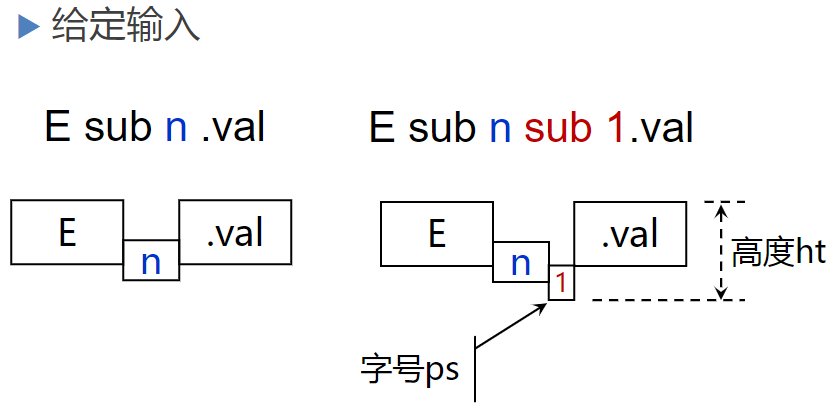 给定输入
E sub n .val
E sub n sub 1.val
E
n
.val
E
n
1
.val
高度ht
字号ps